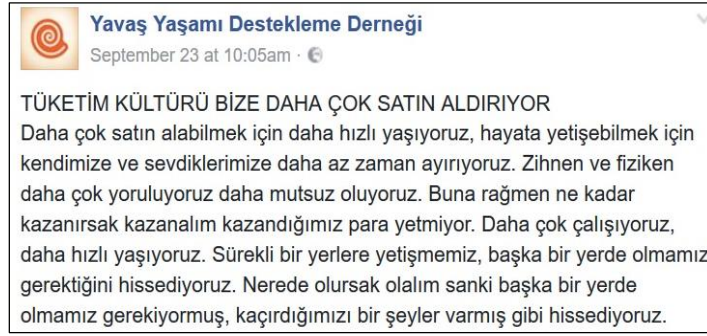 Yavaş Yaşamı Destekleme Derneği
September 23 at 10:05am ·
TÜKETİM KÜLTÜRÜ BİZE DAHA ÇOK SATIN ALDIRIYOR
Daha çok satın alabilmek için daha hızlı yaşıyoruz, hayata yetişebilmek için
kendimize ve sevdiklerimize daha az zaman ayırıyoruz. Zihnen ve fiziken
daha çok yoruluyoruz daha mutsuz oluyoruz. Buna rağmen ne kadar
kazanırsak kazanalım kazandığımız para yetmiyor. Daha çok çalışıyoruz,
daha hızlı yaşıyoruz. Sürekli bir yerlere yetişmemiz, başka bir yerde olmamız
gerektiğini hissediyoruz. Nerede olursak olalım sanki başka bir yerde
olmamız gerekiyormuş, kaçırdığımızı bir şeyler varmış gibi hissediyoruz.